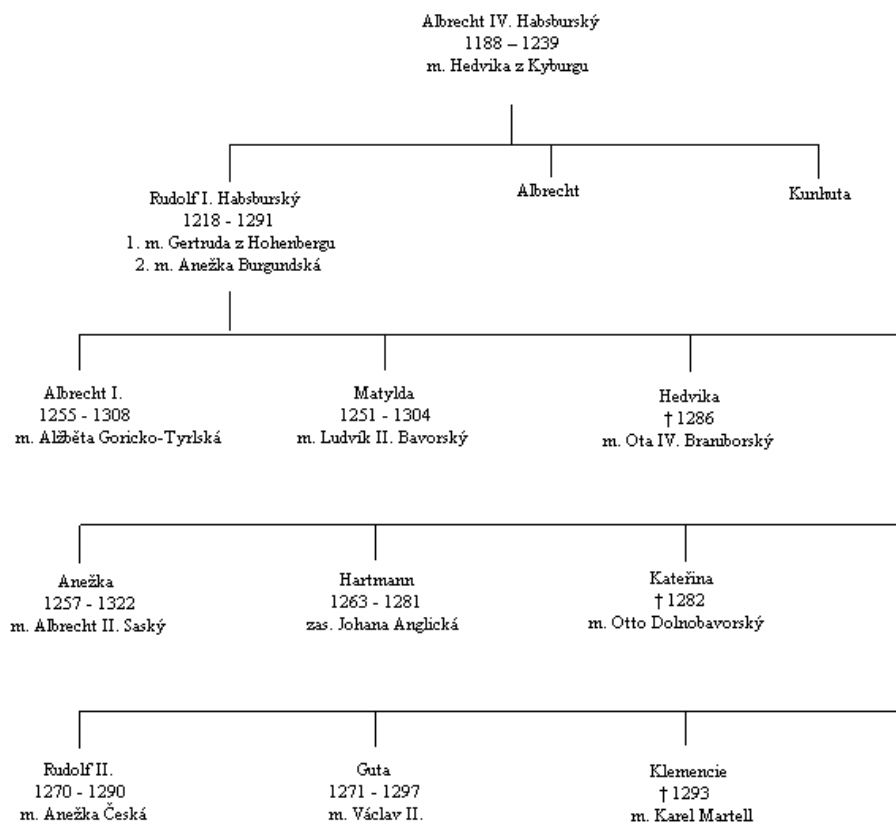 Albrecht IV. Habsburský
1188 – 1239
m. Hedvika z Kyburgu
Rudolf I. Habsburský
1218 - 1291
1. m. Gertruda z Hohenbergu
2. m. Anežka Burgundská
Albrecht
Kunhuta
Albrecht I.
1255 - 1308
m. Alžběta Goricko-Tyrlská
Matylda
1251 - 1304
m. Ludvík II. Bavorský
Hedvika
† 1286
m. Ota IV. Braniborský
Anežka
1257 - 1322
m. Albrecht II. Saský
Hartmann
1263 - 1281
zas. Johana Anglická
Kateřina
† 1282
m. Otto Dolnobavorský
Rudolf II.
1270 - 1290
m. Anežka Česká
Guta
1271 - 1297
m. Václav II.
Klemencie
† 1293
m. Karel Martell